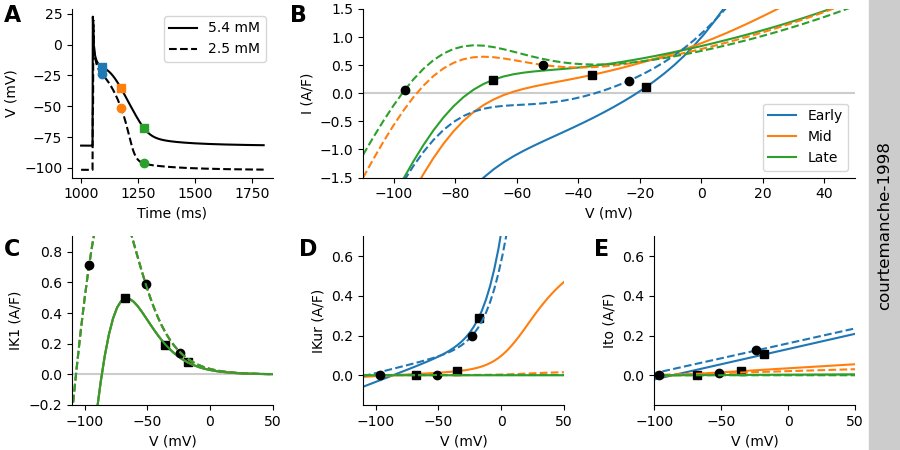 A
25
0
−25
−50
−75
−100
V (mV)
1000
1250
1500
1750
Time (ms)
5.4 mM
2.5 mM
B
1.5
1.0
0.5
0.0
−0.5
−1.0
−1.5
I (A/F)
−100
−80
−60
−40
−20
0
20
40
V (mV)
Early
Mid
Late
C
0.8
0.6
0.4
0.2
0.0
−0.2
IK1 (A/F)
−100
−50
0
50
V (mV)
D
0.6
0.4
0.2
0.0
IKur (A/F)
−100
−50
0
50
V (mV)
E
0.6
0.4
0.2
0.0
Ito (A/F)
−100
−50
0
50
V (mV)
courtemanche-1998